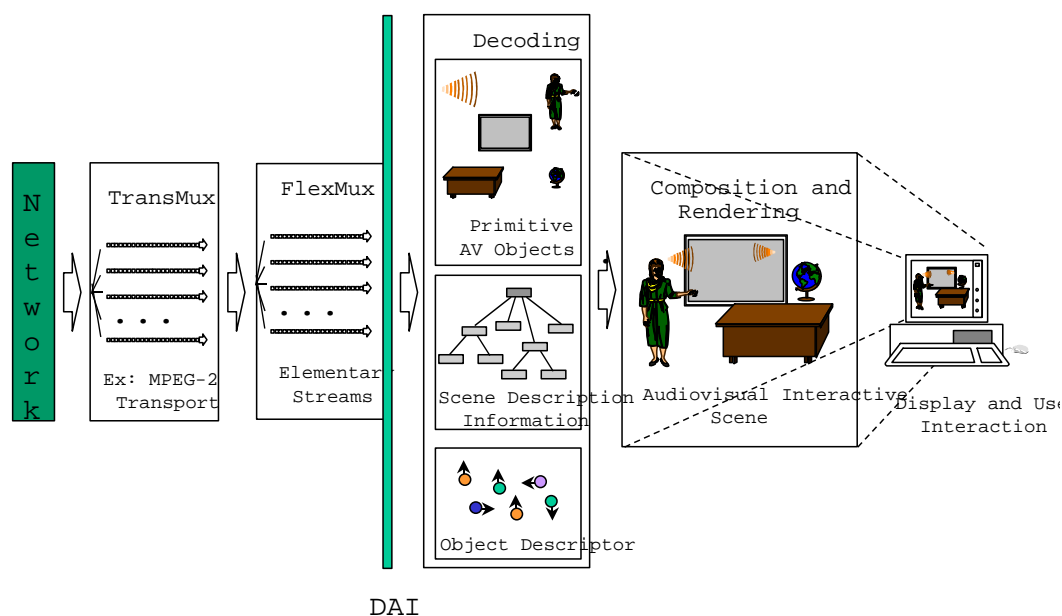 Network
TransMux
. . .
Ex: MPEG-2
Transport
FlexMux
. . .
Elementary
Streams
DAI
Decoding
Primitive
AV Objects
Scene Description
Information
Object Descriptor
Composition and
Rendering
Audiovisual Interactive
Scene
Display and Use
Interaction